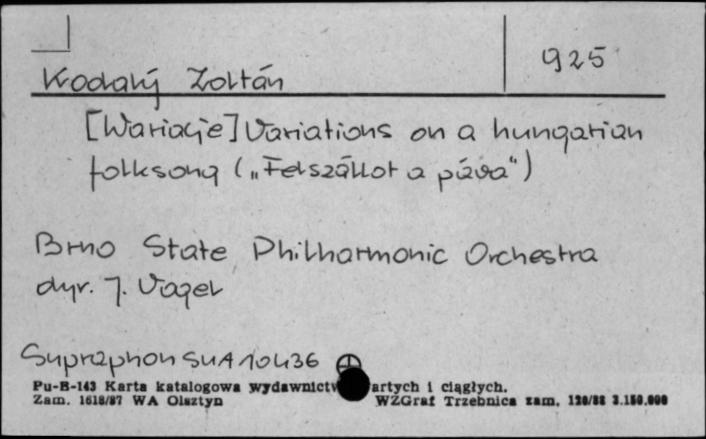 925
Kodály Zoltán
[Wariacje] Variations on a hungarian
folksong („Felszállot a páva")
Brno State Philharmonic Orchestra
dyr. J. Vogel
Supraphon SUA 10436
Pu-B-143 Karta katalogowa wydawnictw artych i ciągłych.
Zam. 1618/87 WA Olsztyn WZGraf Trzebnica zam. 120/88 3.150.000